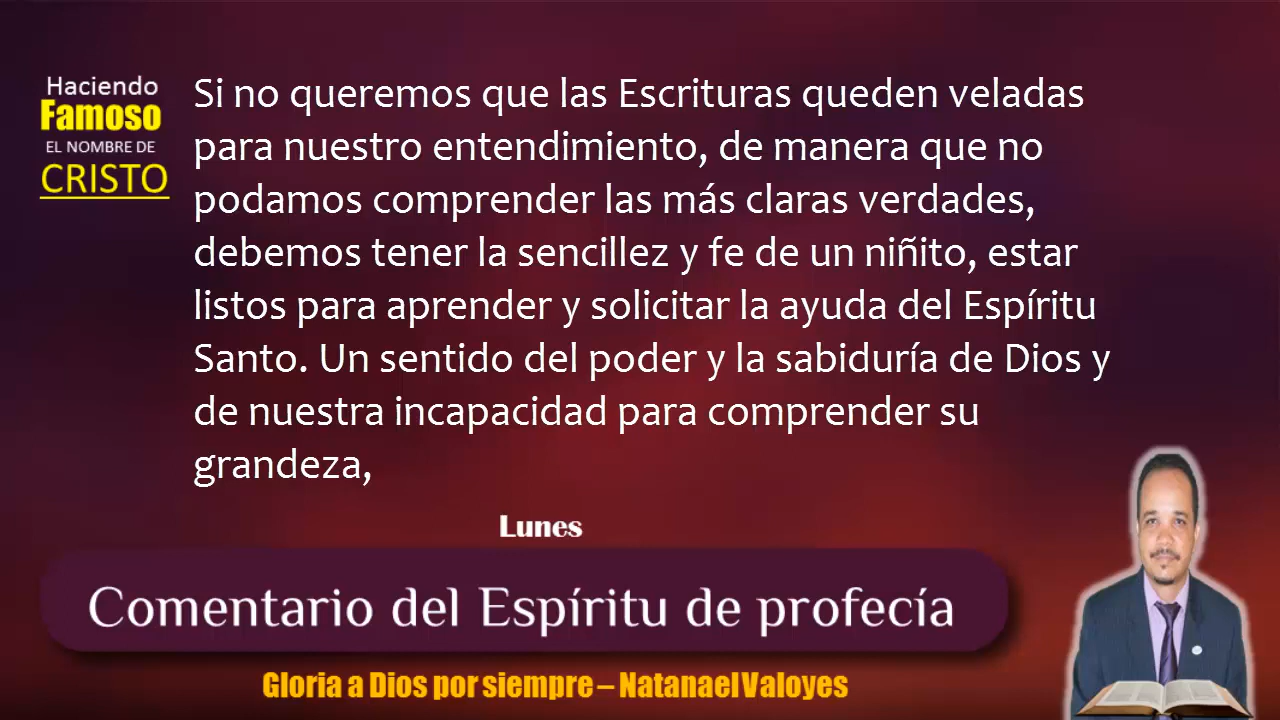 Haciendo
Famoso
EL NOMBRE DE
CRISTO
Si no queremos que las Escrituras queden veladas
para nuestro entendimiento, de manera que no
podamos comprender las más claras verdades,
debemos tener la sencillez y fe de un niñito, estar
listos para aprender y solicitar la ayuda del Espíritu
Santo. Un sentido del poder y la sabiduría de Dios y
de nuestra incapacidad para comprender su
grandeza,
Lunes
Comentario del Espíritu de profecía
Gloria a Dios por siempre – Natanael Valoyes